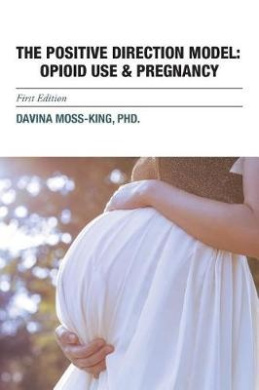 THE POSITIVE DIRECTION MODEL:
OPIOID USE & PREGNANCY
First Edition
DAVINA MOSS-KING, PHD.